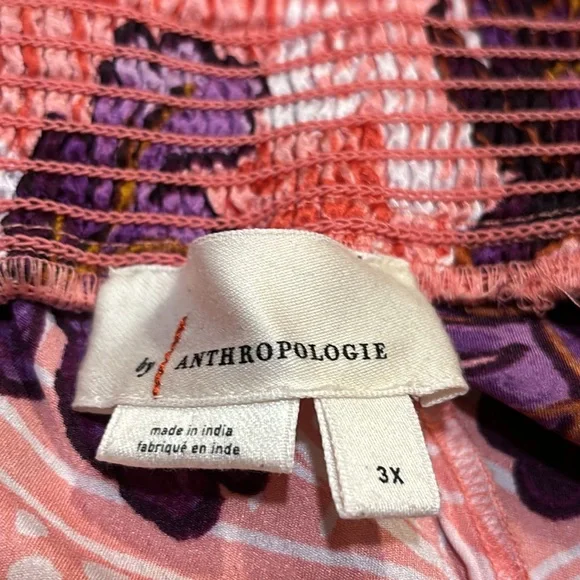 by ANTHROPOLOGIE
made in india
fabriqué en inde
3X